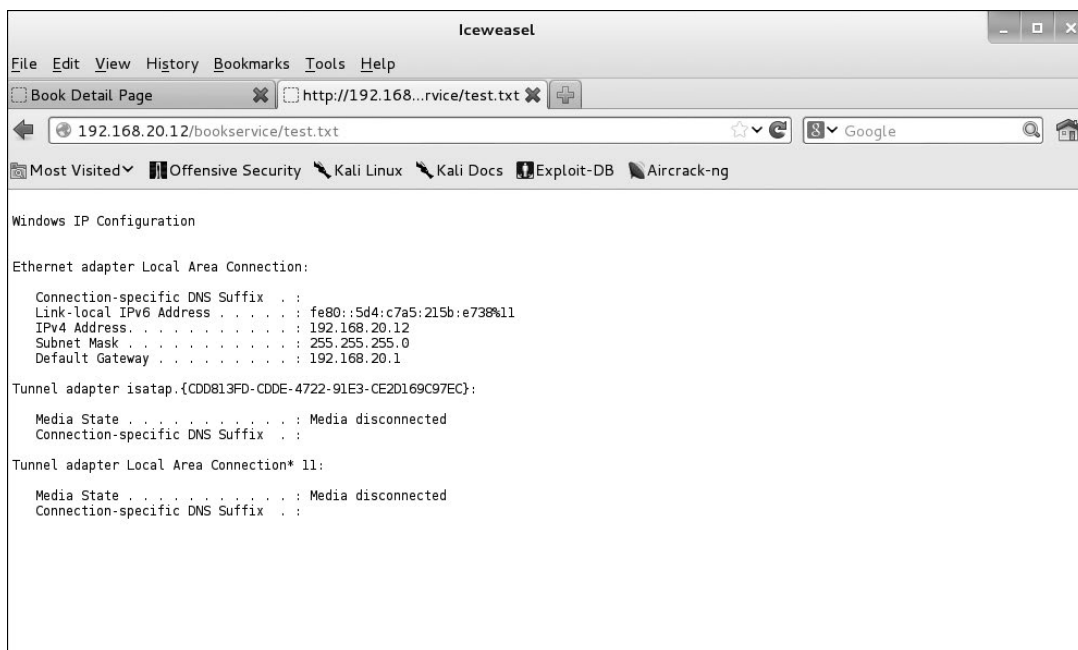 Iceweasel
File Edit View History Bookmarks Tools Help
Book Detail Page http://192.168...rvice/test.txt
192.168.20.12/bookservice/test.txt Google
Most Visited Offensive Security Kali Linux Kali Docs Exploit-DB Aircrack-ng
Windows IP Configuration
Ethernet adapter Local Area Connection:
Connection-specific DNS Suffix . :
Link-local IPv6 Address . . . . . : fe80::5d4:c7a5:215b:e738%11
IPv4 Address. . . . . . . . . . . : 192.168.20.12
Subnet Mask . . . . . . . . . . . : 255.255.255.0
Default Gateway . . . . . . . . . : 192.168.20.1
Tunnel adapter isatap.{CDD813FD-CDDE-4722-91E3-CE2D169C97EC}:
Media State . . . . . . . . . . . : Media disconnected
Connection-specific DNS Suffix . :
Tunnel adapter Local Area Connection* 11:
Media State . . . . . . . . . . . : Media disconnected
Connection-specific DNS Suffix . :